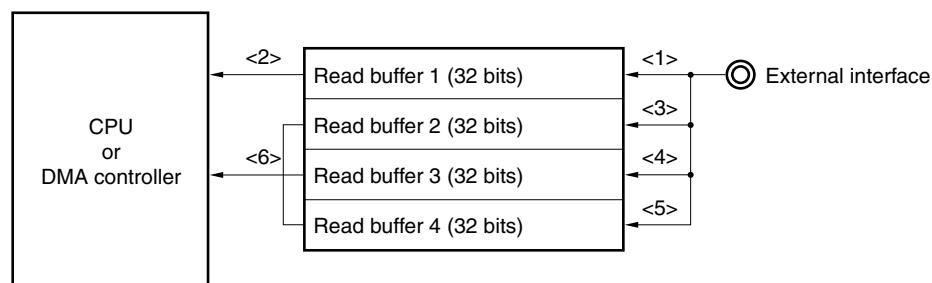 <2>
Read buffer 1 (32 bits)
<1>
External interface
Read buffer 2 (32 bits)
<3>
CPU
or
DMA controller
<6>
Read buffer 3 (32 bits)
<4>
Read buffer 4 (32 bits)
<5>